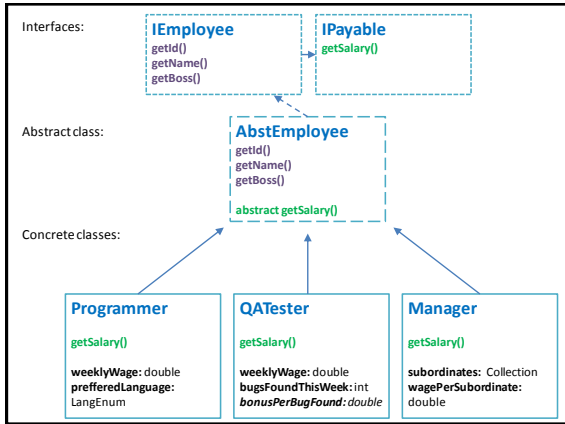 Interfaces:
IEmployee
getId()
getName()
getBoss()
IPayable
getSalary()
Abstract class:
AbstEmployee
getId()
getName()
getBoss()
abstract getSalary()
Concrete classes:
Programmer
getSalary()
weeklyWage: double
prefferedLanguage:
LangEnum
QATester
getSalary()
weeklyWage: double
bugsFoundThisWeek: int
bonusPerBugFound: double
Manager
getSalary()
subordinates: Collection
wagePerSubordinate:
double